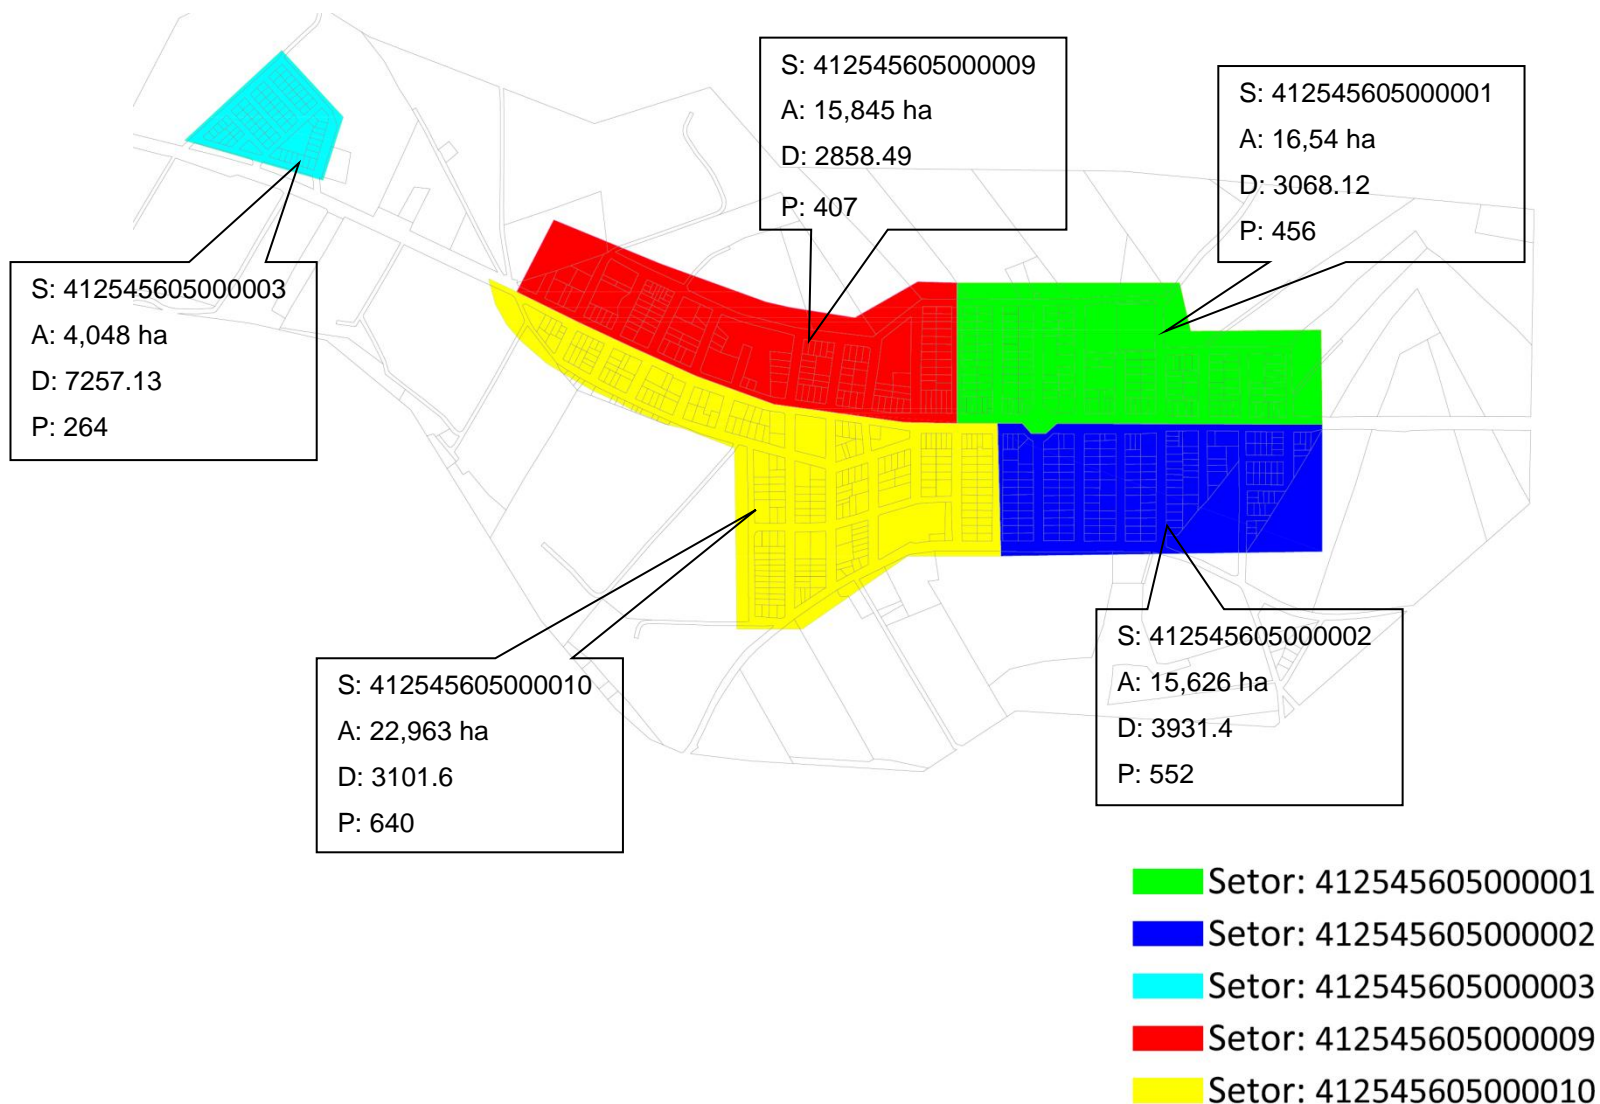 S: 412545605000009
A: 15,845 ha
D: 2858.49
P: 407
S: 412545605000001
A: 16,54 ha
D: 3068.12
P: 456
S: 412545605000003
A: 4,048 ha
D: 7257.13
P: 264
S: 412545605000010
A: 22,963 ha
D: 3101.6
P: 640
S: 412545605000002
A: 15,626 ha
D: 3931.4
P: 552
Setor: 412545605000001
Setor: 412545605000002
Setor: 412545605000003
Setor: 412545605000009
Setor: 412545605000010